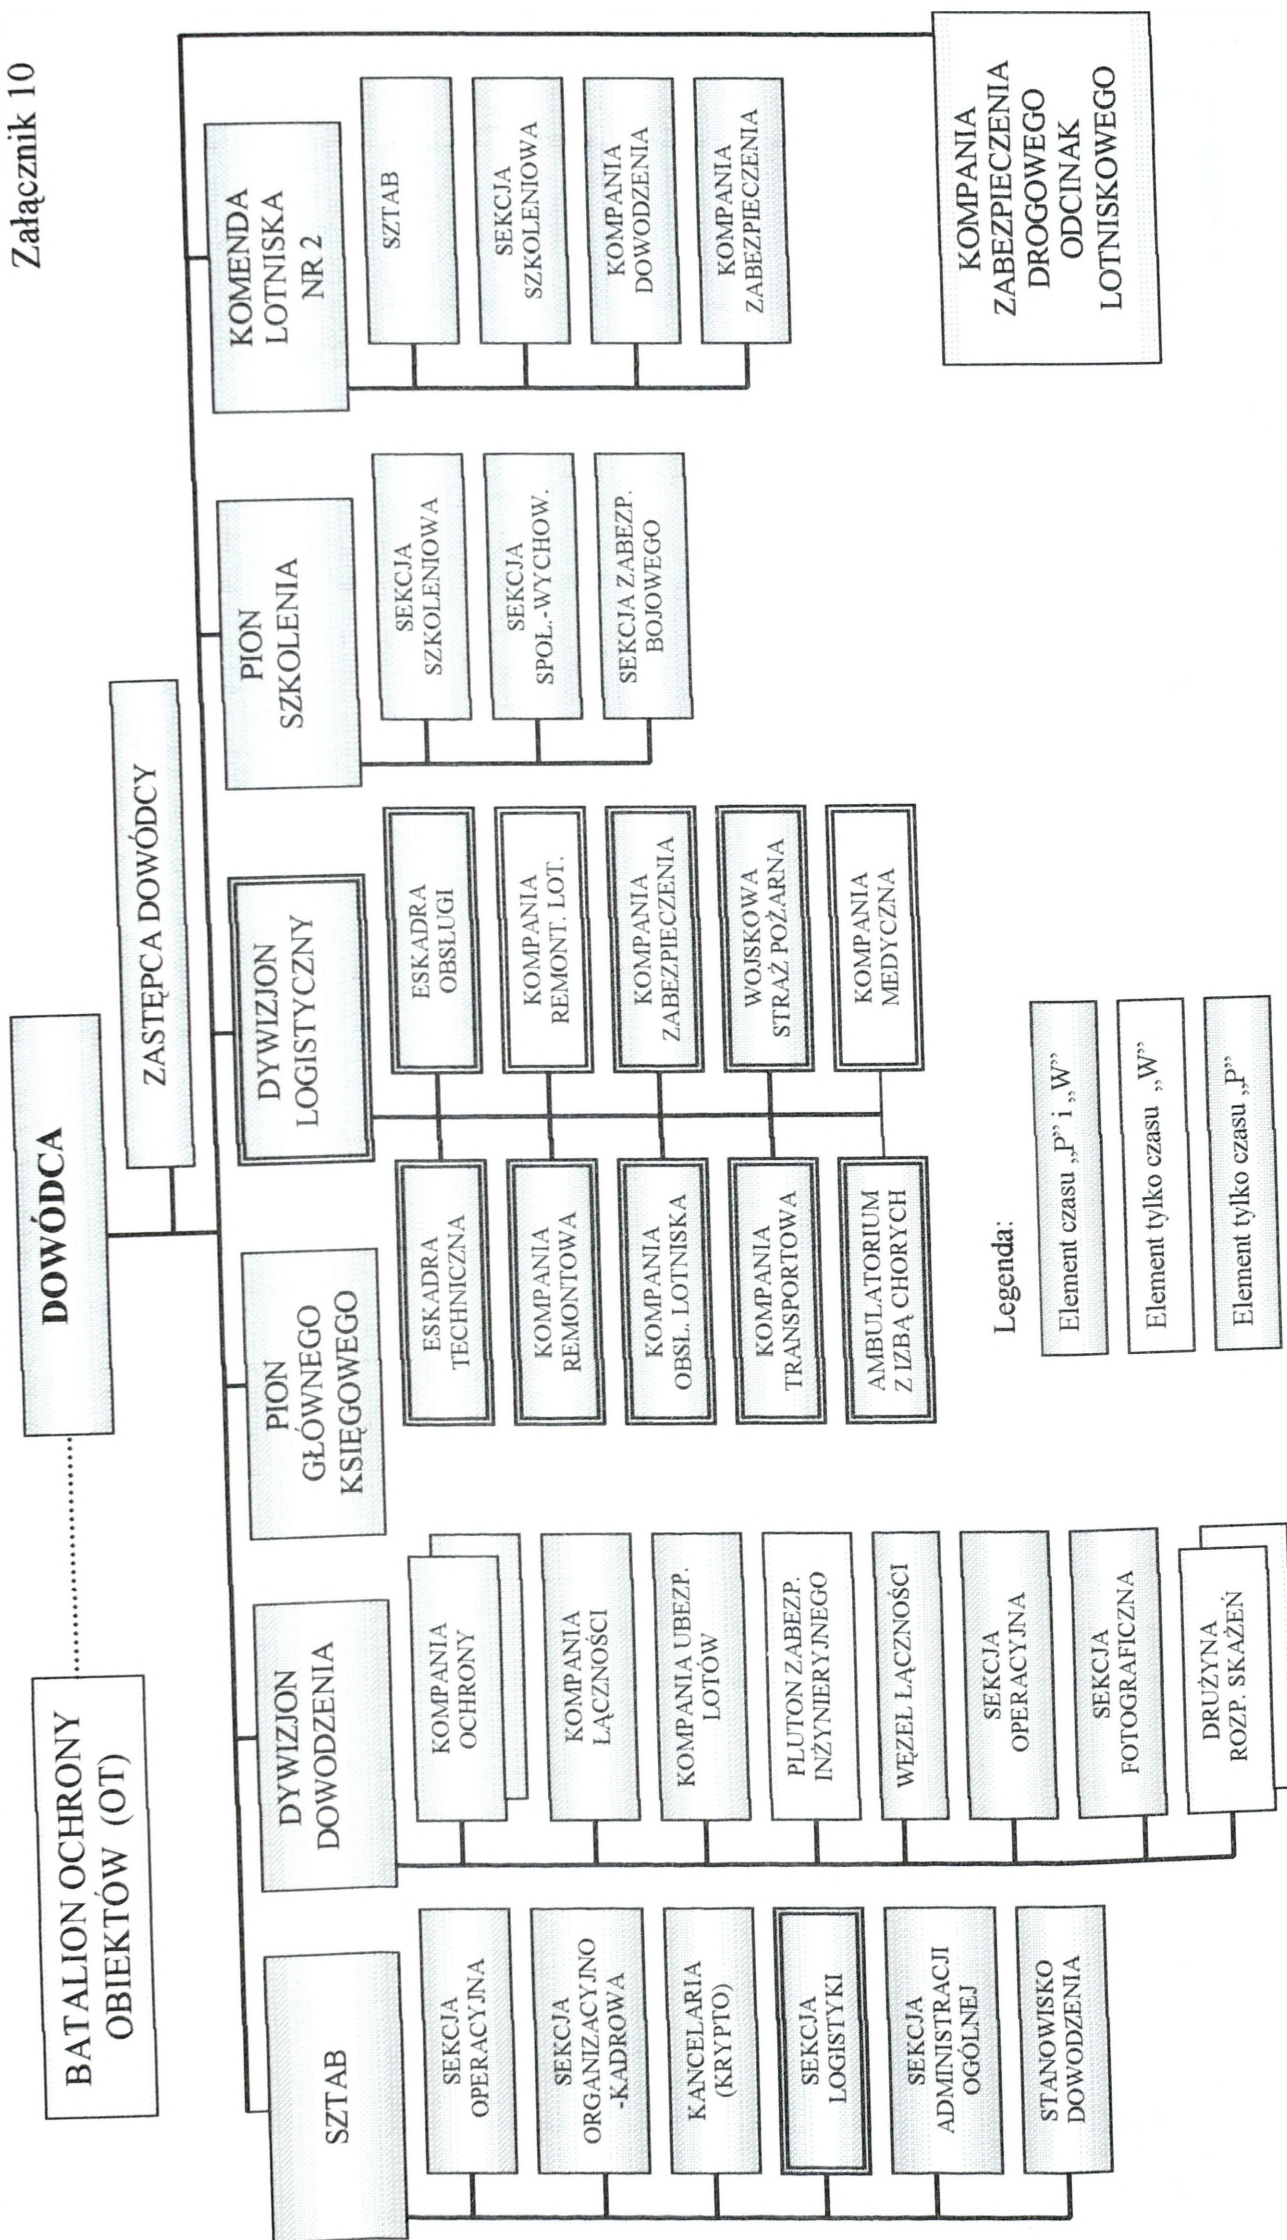 Załącznik 10
DOWÓDCA
BATALION OCHRONY
OBIEKTÓW (OT)
ZASTĘPCA DOWÓDCY
SZTAB
SEKCJA
OPERACYJNA
SEKCJA
ORGANIZACYJNO
-KADROWA
KANCELARIA
(KRYPTO)
SEKCJA
LOGISTYKI
SEKCJA
ADMINISTRACJI
OGÓLNEJ
STANOWISKO
DOWODZENIA
DYWIZJON
DOWODZENIA
KOMPANIA
OCHRONY
KOMPANIA
ŁĄCZNOŚCI
KOMPANIA UBEZP.
LOTÓW
PLUTON ZABEZP.
INŻYNIERYJNEGO
WĘZEŁ ŁĄCZNOŚCI
SEKCJA
OPERACYJNA
SEKCJA
FOTOGRAFICZNA
DRUŻYNA
ROZP. SKAŻEŃ
PION
GŁÓWNEGO
KSIĘGOWEGO
DYWIZJON
LOGISTYCZNY
ESKADRA
TECHNICZNA
ESKADRA
OBSŁUGI
KOMPANIA
REMONTOWA
KOMPANIA
REMONT. LOT.
KOMPANIA
OBSŁ. LOTNISKA
KOMPANIA
ZABEZPIECZENIA
KOMPANIA
TRANSPORTOWA
WOJSKOWA
STRAŻ POŻARNA
AMBULATORIUM
Z IZBĄ CHORYCH
KOMPANIA
MEDYCZNA
PION
SZKOLENIA
SEKCJA
SZKOLENIOWA
SEKCJA
SPOŁ.-WYCHOW.
SEKCJA ZABEZP.
BOJOWEGO
KOMENDA
LOTNISKA
NR 2
SZTAB
SEKCJA
SZKOLENIOWA
KOMPANIA
DOWODZENIA
KOMPANIA
ZABEZPIECZENIA
KOMPANIA
ZABEZPIECZENIA
DROGOWEGO
ODCINAK
LOTNISKOWEGO
Legenda:
Element czasu „P” i „W”
Element tylko czasu „W”
Element tylko czasu „P”